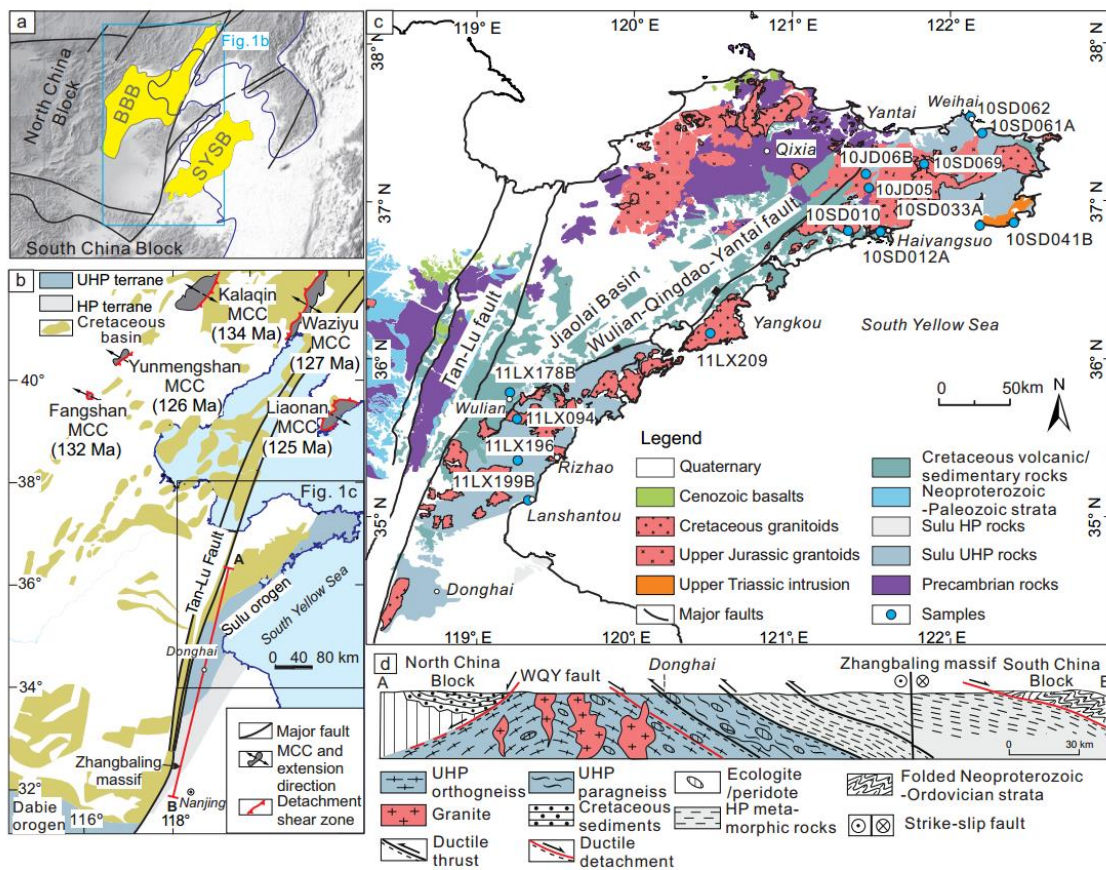 a
Fig.1b
North China
Block
BBB
SYSB
South China Block
b
UHP terrane
HP terrane
Cretaceous
basin
Kalaqin
MCC
(134 Ma)
Waziyu
MCC
(127 Ma)
Yunmengshan
MCC
(126 Ma)
Fangshan
MCC
(132 Ma)
Liaonan
MCC
(125 Ma)
40°
38°
36°
34°
32°
116°
118°
Fig. 1c
A
Tan-Lu Fault
Sulu orogen
South Yellow Sea
Donghai
0 40 80 km
Zhangbaling
massif
B
Nanjing
Dabie
orogen
Major fault
MCC and
extension
direction
Detachment
shear zone
c
119° E
120° E
121° E
122° E
38° N
37° N
36° N
35° N
119° E
120° E
121° E
122° E
Weihai
10SD062
10SD061A
Yantai
Qixia
10JD06B
10SD069
10JD05
10SD010
10SD033A
10SD041B
Haiyangsuo
10SD012A
Tan-Lu fault
Jiaolai Basin
Wulian-Qingdao-Yantai fault
Yangkou
South Yellow Sea
11LX209
11LX178B
Wulian
11LX094
11LX196
Rizhao
11LX199B
Lanshantou
Donghai
0 50km
N
Legend
Quaternary
Cenozoic basalts
Cretaceous granitoids
Upper Jurassic grantoids
Upper Triassic intrusion
Major faults
Cretaceous volcanic/
sedimentary rocks
Neoproterozoic
-Paleozoic strata
Sulu HP rocks
Sulu UHP rocks
Precambrian rocks
Samples
d
North China
Block
A
WQY fault
Donghai
Zhangbaling massif
South China
Block
B
0 30 km
UHP
orthogneiss
UHP
paragneiss
Ecologite
/peridote
Folded Neoproterozoic
-Ordovician strata
Granite
Cretaceous
sediments
HP meta-
morphic rocks
Strike-slip fault
Ductile
thrust
Ductile
detachment